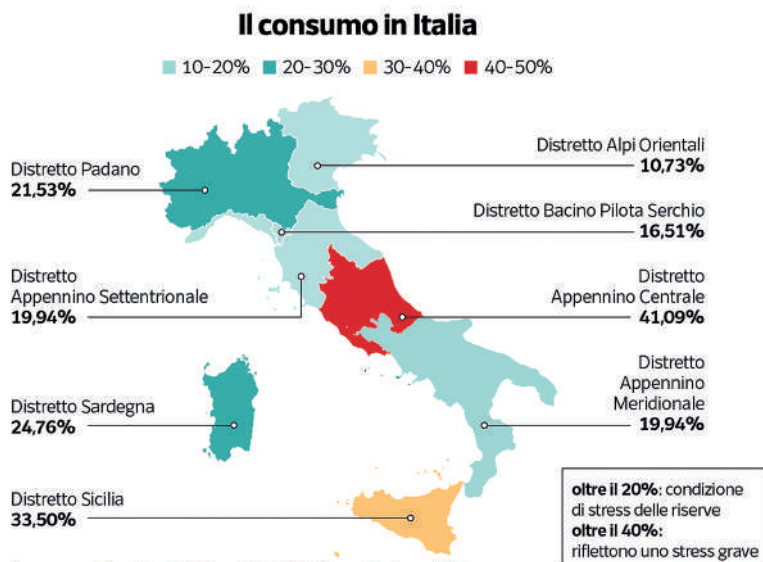 Il consumo in Italia
10-20%
20-30%
30-40%
40-50%
Distretto Padano
21,53%
Distretto Alpi Orientali
10,73%
Distretto Bacino Pilota Serchio
16,51%
Distretto
Appennino Settentrionale
19,94%
Distretto
Appennino Centrale
41,09%
Distretto Sardegna
24,76%
Distretto
Appennino
Meridionale
19,94%
Distretto Sicilia
33,50%
oltre il 20%: condizione
di stress delle riserve
oltre il 40%:
riflettono uno stress grave